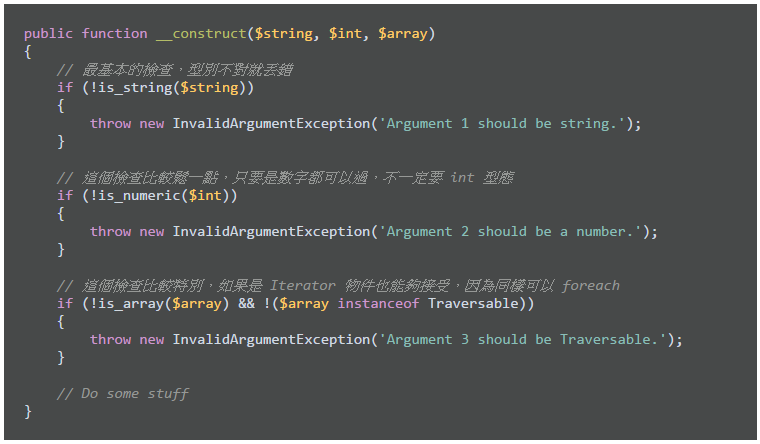 public function __construct($string, $int, $array)
{
    // 最基本的檢查，型別不對就丟錯
    if (!is_string($string))
    {
        throw new InvalidArgumentException('Argument 1 should be string.');
    }

    // 這個檢查比較鬆一點，只要是數字都可以過，不一定要 int 型態
    if (!is_numeric($int))
    {
        throw new InvalidArgumentException('Argument 2 should be a number.');
    }

    // 這個檢查比較特別，如果是 Iterator 物件也能夠接受，因為同樣可以 foreach
    if (!is_array($array) && !($array instanceof Traversable))
    {
        throw new InvalidArgumentException('Argument 3 should be Traversable.');
    }

    // Do some stuff
}